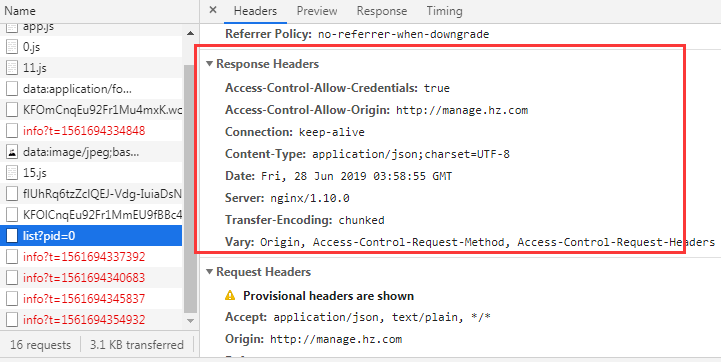 Name
Headers Preview Response Timing
app.js
0.js
11.js
data:application/fo...
KFOmCnqEu92Fr1Mu4mxK.wc
info?t=1561694334848
data:image/jpeg;bas...
15.js
flUhRq6tzZclQEJ-Vdg-IuiaDsN
KFOlCnqEu92Fr1MmEU9fBBc4
list?pid=0
info?t=1561694337392
info?t=1561694340683
info?t=1561694345837
info?t=1561694354932
16 requests 3.1 KB transferred
Referrer Policy: no-referrer-when-downgrade
Response Headers
Access-Control-Allow-Credentials: true
Access-Control-Allow-Origin: http://manage.hz.com
Connection: keep-alive
Content-Type: application/json;charset=UTF-8
Date: Fri, 28 Jun 2019 03:58:55 GMT
Server: nginx/1.10.0
Transfer-Encoding: chunked
Vary: Origin, Access-Control-Request-Method, Access-Control-Request-Headers
Request Headers
Provisional headers are shown
Accept: application/json, text/plain, */*
Origin: http://manage.hz.com